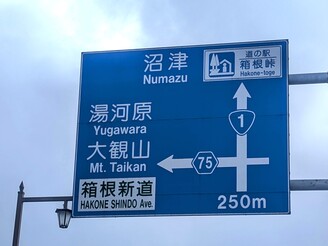 沼津
Numazu
道の駅
箱根峠
Hakone-toge
湯河原
Yugawara
大観山
Mt. Taikan
75
1
箱根新道
HAKONE SHINDO Ave.
250m